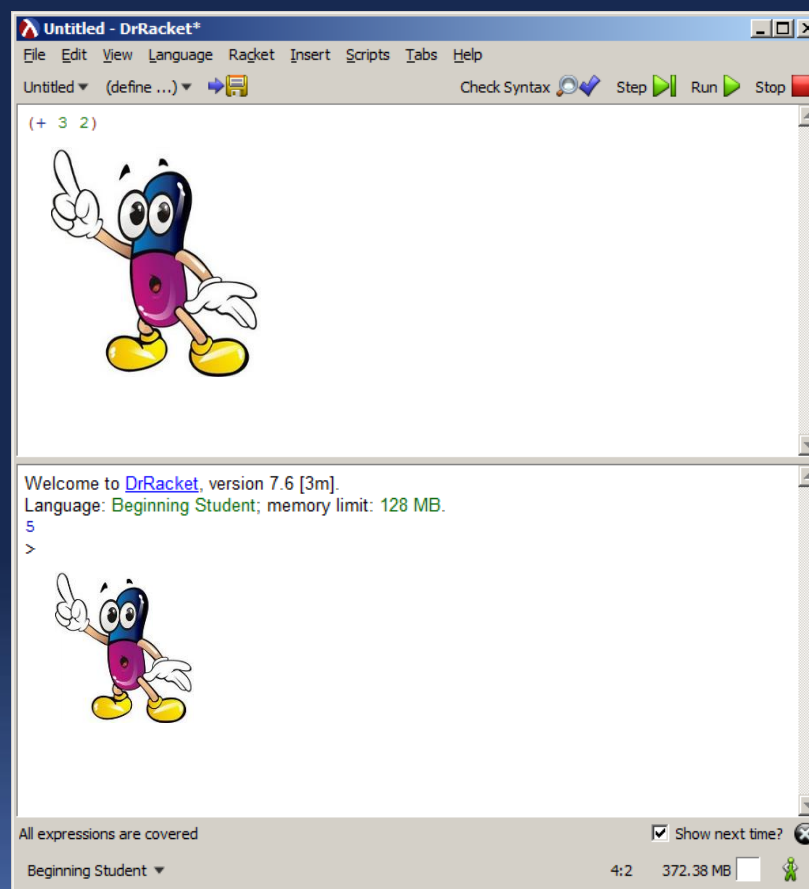 Untitled - DrRacket*
File Edit View Language Racket Insert Scripts Tabs Help
Untitled (define ...) Check Syntax Step Run Stop
(+ 3 2)
Welcome to DrRacket, version 7.6 [3m].
Language: Beginning Student; memory limit: 128 MB.
5
>
All expressions are covered Show next time?
Beginning Student 4:2 372.38 MB